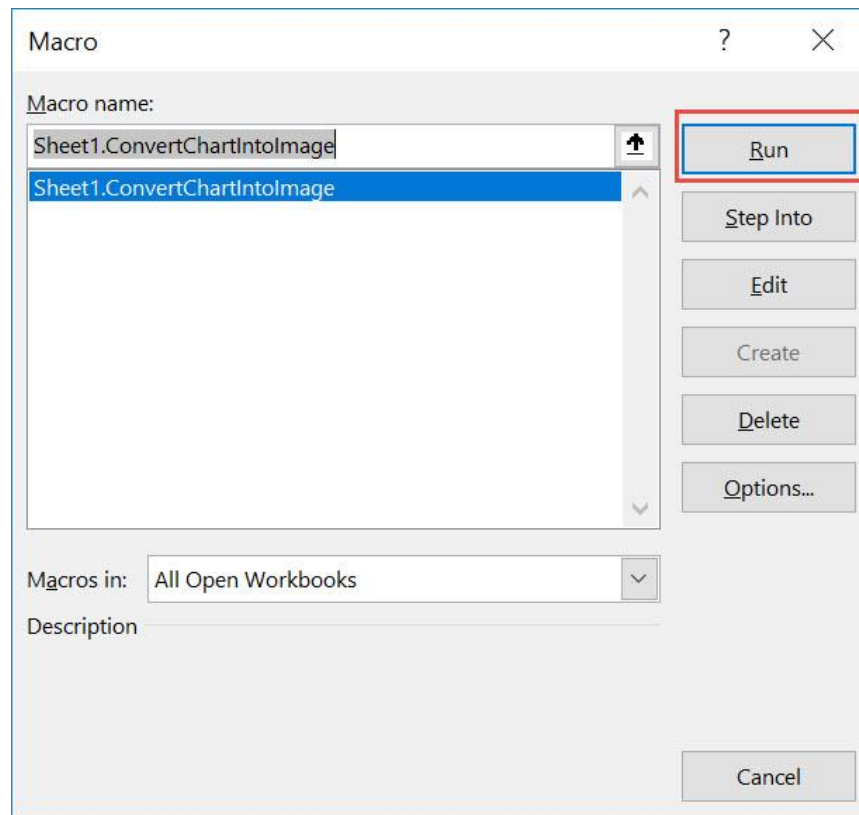 Macro
?
Macro name:
Sheet1.ConvertChartIntoImage
Sheet1.ConvertChartIntoImage
Run
Step Into
Edit
Create
Delete
Options...
Macros in: All Open Workbooks
Description
Cancel